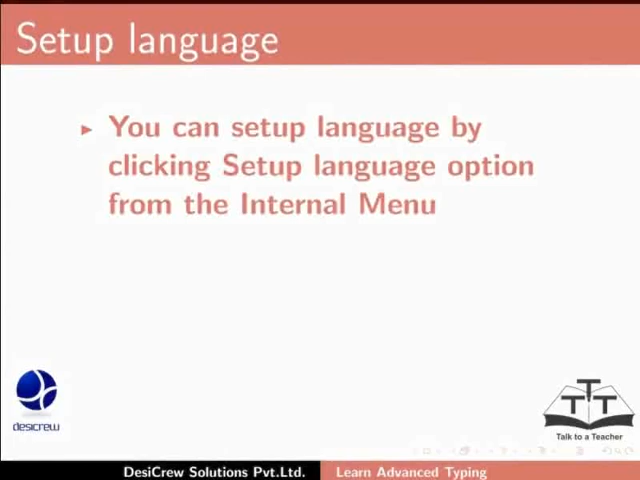 Setup language
You can setup language by
clicking Setup language option
from the Internal Menu
desicrew
TTT
Talk to a Teacher
DesiCrew Solutions Pvt.Ltd.
Learn Advanced Typing